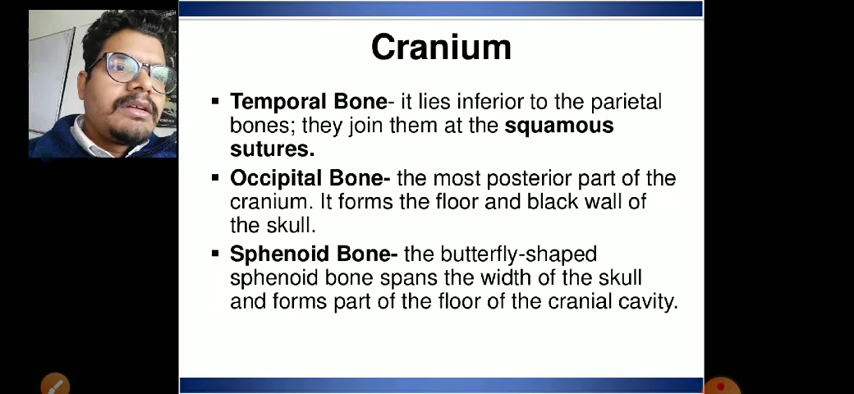 Cranium
▪ Temporal Bone- it lies inferior to the parietal
bones; they join them at the squamous
sutures.
▪ Occipital Bone- the most posterior part of the
cranium. It forms the floor and black wall of
the skull.
▪ Sphenoid Bone- the butterfly-shaped
sphenoid bone spans the width of the skull
and forms part of the floor of the cranial cavity.